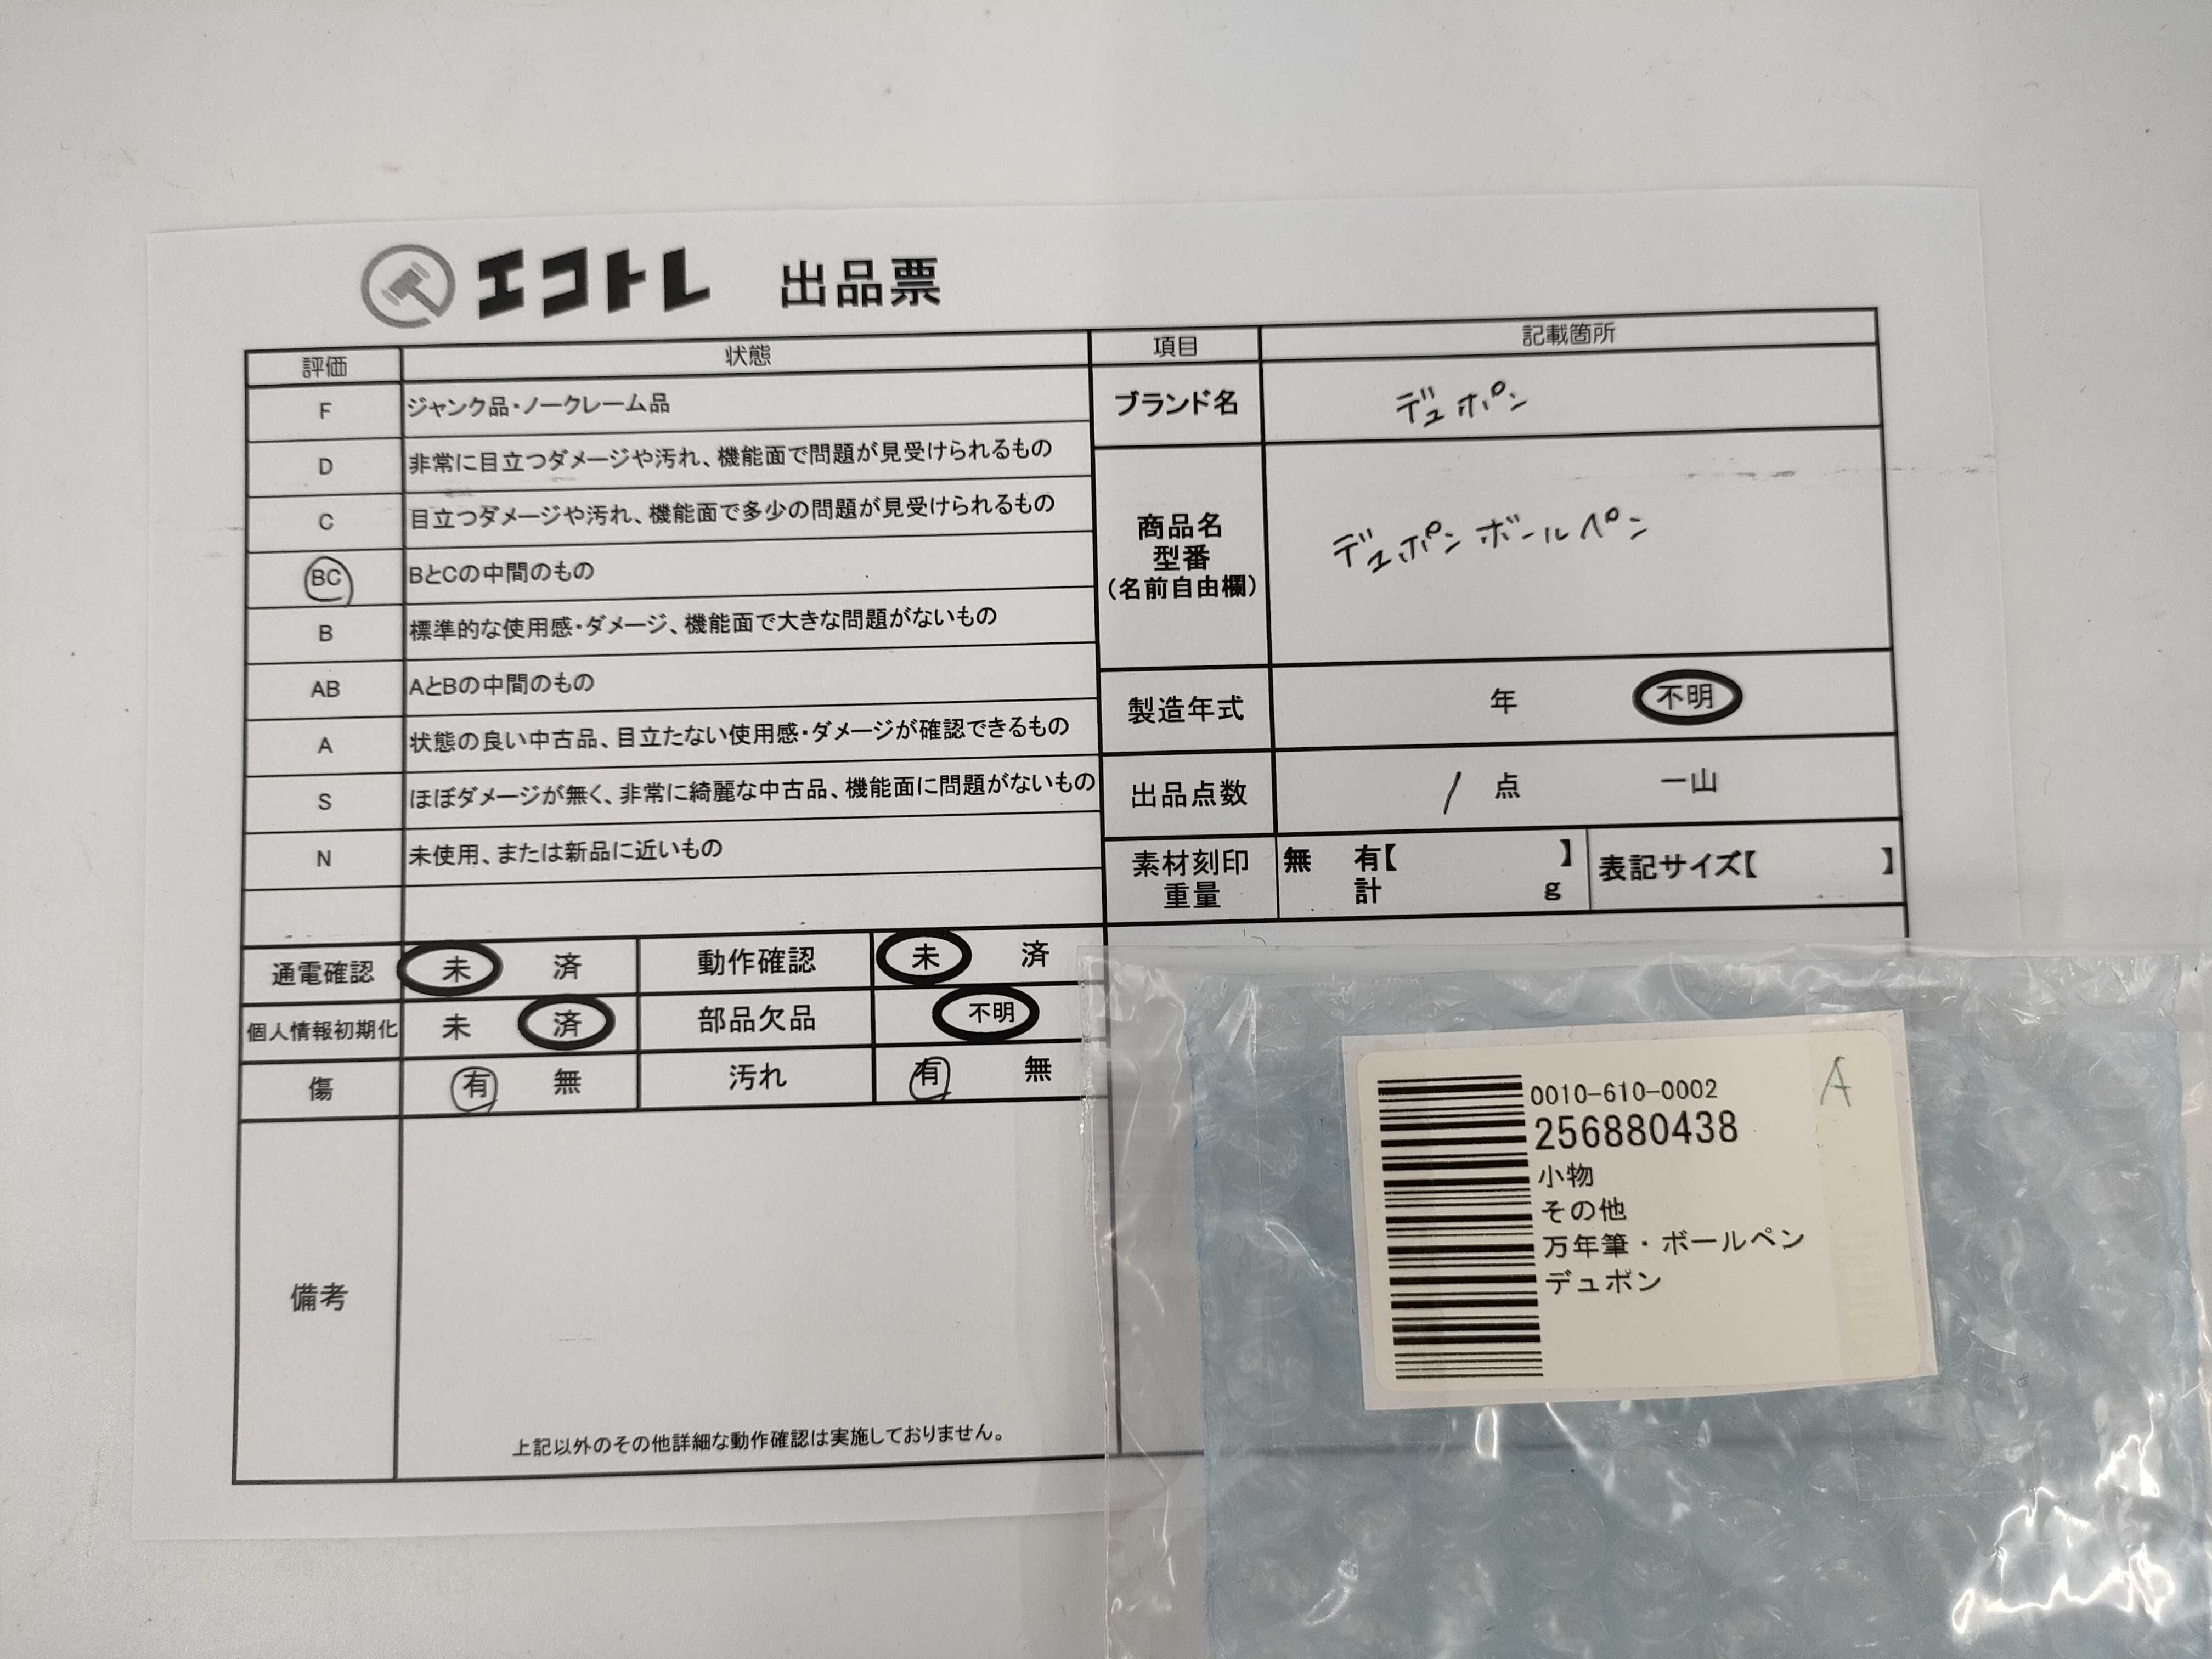 エコトレ 出品票
評価 状態
F ジャンク品・ノークレーム品
D 非常に目立つダメージや汚れ、機能面で問題が見受けられるもの
C 目立つダメージや汚れ、機能面で多少の問題が見受けられるもの
BC BとCの中間のもの
B 標準的な使用感・ダメージ、機能面で大きな問題がないもの
AB AとBの中間のもの
A 状態の良い中古品、目立たない使用感・ダメージが確認できるもの
S ほぼダメージが無く、非常に綺麗な中古品、機能面に問題がないもの
N 未使用、または新品に近いもの
通電確認 未 済 動作確認 未 済
個人情報初期化 未 済 部品欠品 不明
傷 有 無 汚れ 有 無
備考
上記以外のその他詳細な動作確認は実施しておりません。
項目 記載箇所
ブランド名 デュポン
商品名
型番
(名前自由欄)
デュポンボールペン
製造年式 年 不明
出品点数 1 点 一山
素材刻印 無 有【 】
重量 計 g
表記サイズ【 】
0010-610-0002
A
256880438
小物
その他
万年筆・ボールペン
デュポン